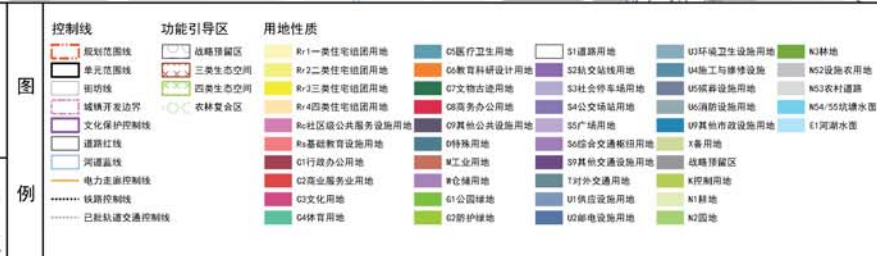 图例
控制线
规划范围线
单元范围线
街坊线
城镇开发边界
文化保护控制线
道路红线
河道蓝线
电力走廊控制线
铁路控制线
已批轨道交通控制线
功能引导区
战略预留区
三类生态空间
四类生态空间
农林复合区
用地性质
Rr1一类住宅组团用地
Rr2二类住宅组团用地
Rr3三类住宅组团用地
Rr4四类住宅组团用地
Rc社区级公共服务设施用地
Rs基础教育设施用地
C1行政办公用地
C2商业服务业用地
C3文化用地
C4体育用地
C5医疗卫生用地
C6教育科研设计用地
C7文物古迹用地
C8商务办公用地
C9其他公共设施用地
D特殊用地
M工业用地
W仓储用地
G1公园绿地
G2防护绿地
S1道路用地
S2轨交站线用地
S3社会停车场用地
S4公交场站用地
S5广场用地
S6综合交通枢纽用地
S9其他交通设施用地
T对外交通用地
U1供应设施用地
U2邮电设施用地
U3环境卫生设施用地
U4施工与维修设施
U5殡葬设施用地
U6消防设施用地
U9其他市政设施用地
X备用地
战略预留区
K控制用地
N1耕地
N2园地
N3林地
N52设施农用地
N53农村道路
N54/55坑塘水面
E1河湖水面